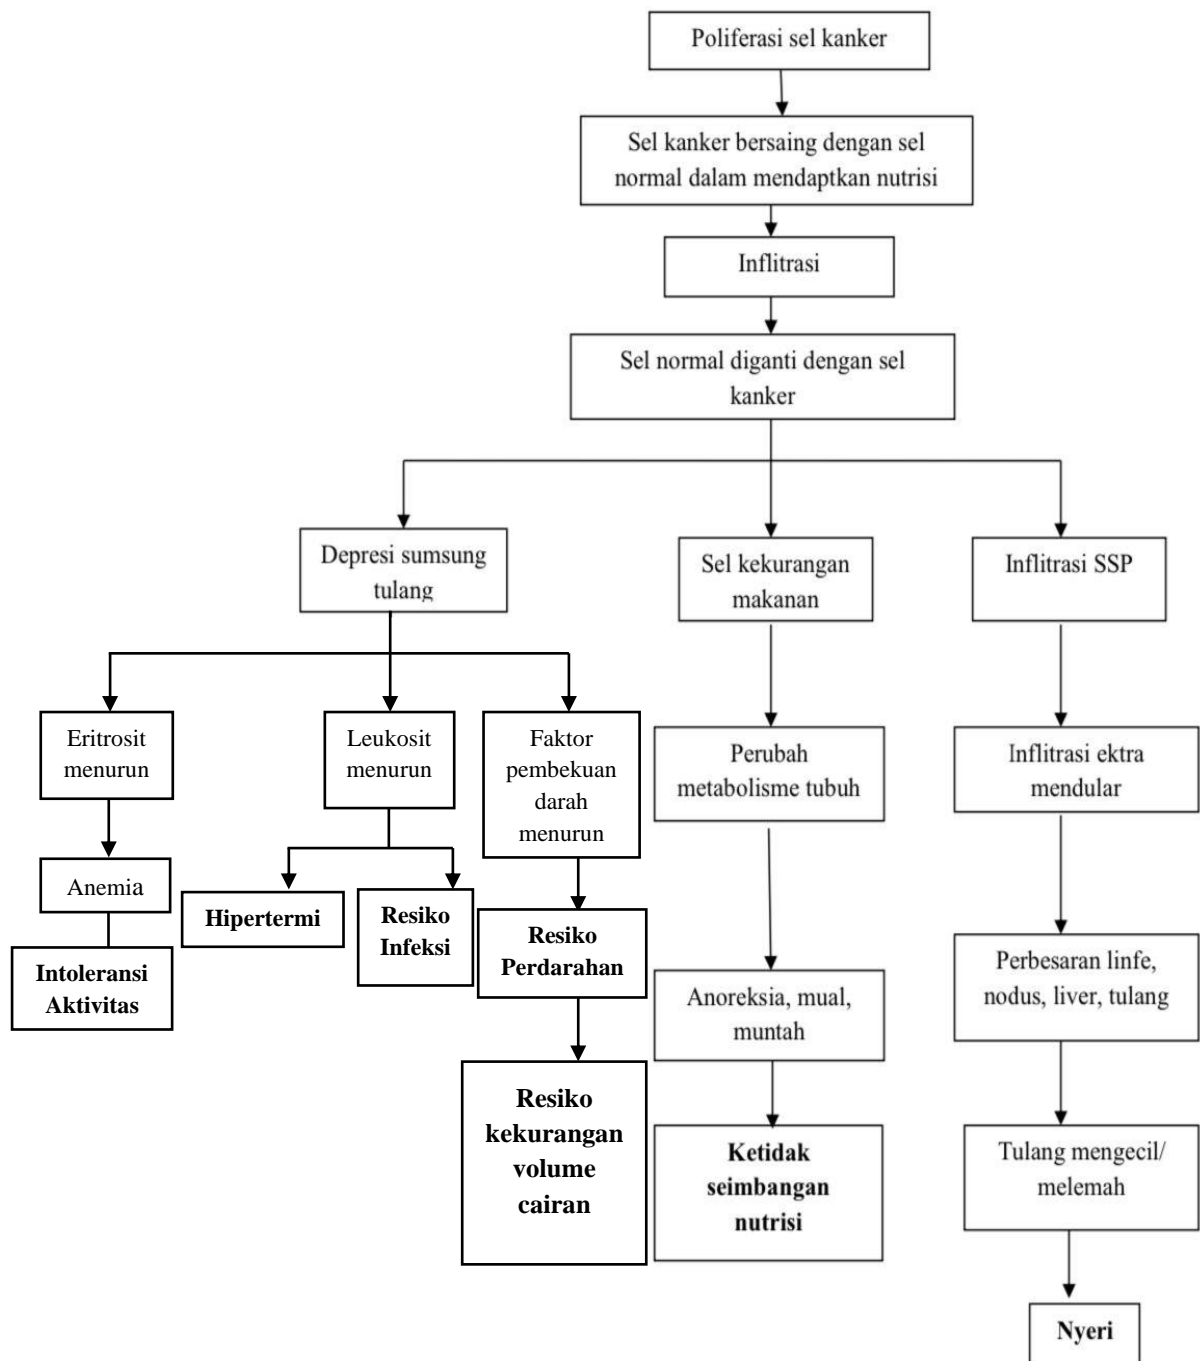 Poliferasi sel kanker
Sel kanker bersaing dengan sel
normal dalam mendaptkan nutrisi
Inflitrasi
Sel normal diganti dengan sel
kanker
Depresi sumsung
tulang
Sel kekurangan
makanan
Inflitrasi SSP
Eritrosit
menurun
Leukosit
menurun
Faktor
pembekuan
darah
menurun
Perubah
metabolisme tubuh
Inflitrasi ektra
mendular
Anemia
Hipertermi
Resiko
Infeksi
Resiko
Perdarahan
Intoleransi
Aktivitas
Anoreksia, mual,
muntah
Perbesaran linfe,
nodus, liver, tulang
Resiko
kekurangan
volume
cairan
Ketidak
seimbangan
nutrisi
Tulang mengecil/
melemah
Nyeri